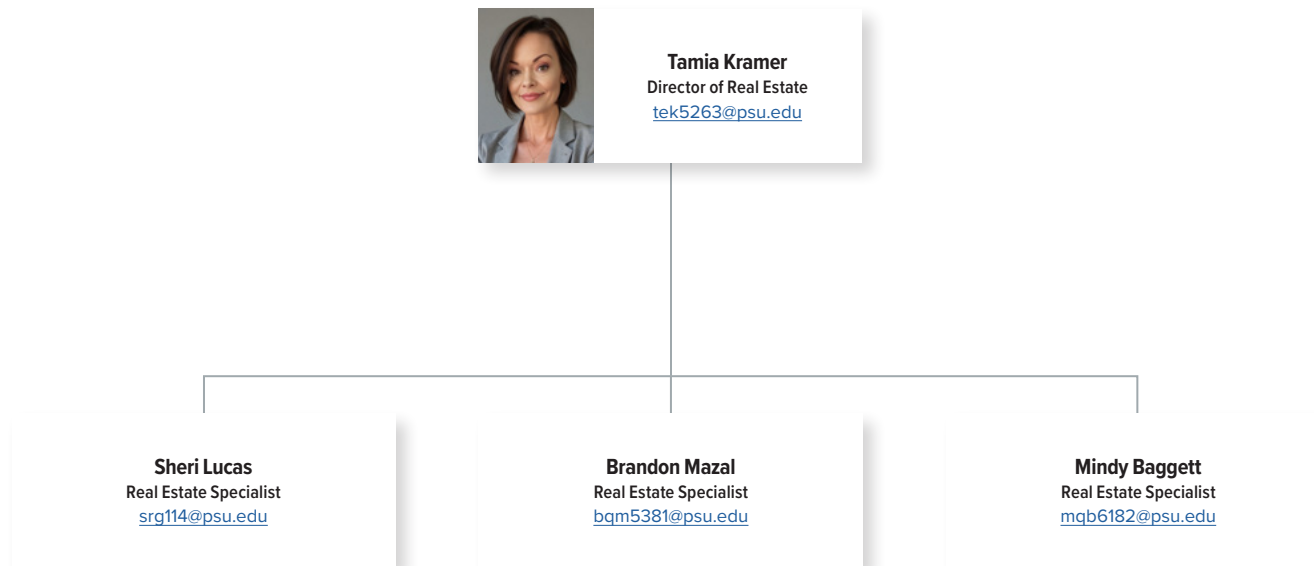 Tamia Kramer
Director of Real Estate
tek5263@psu.edu
Sheri Lucas
Real Estate Specialist
srg114@psu.edu
Brandon Mazal
Real Estate Specialist
bqm5381@psu.edu
Mindy Baggett
Real Estate Specialist
mqb6182@psu.edu